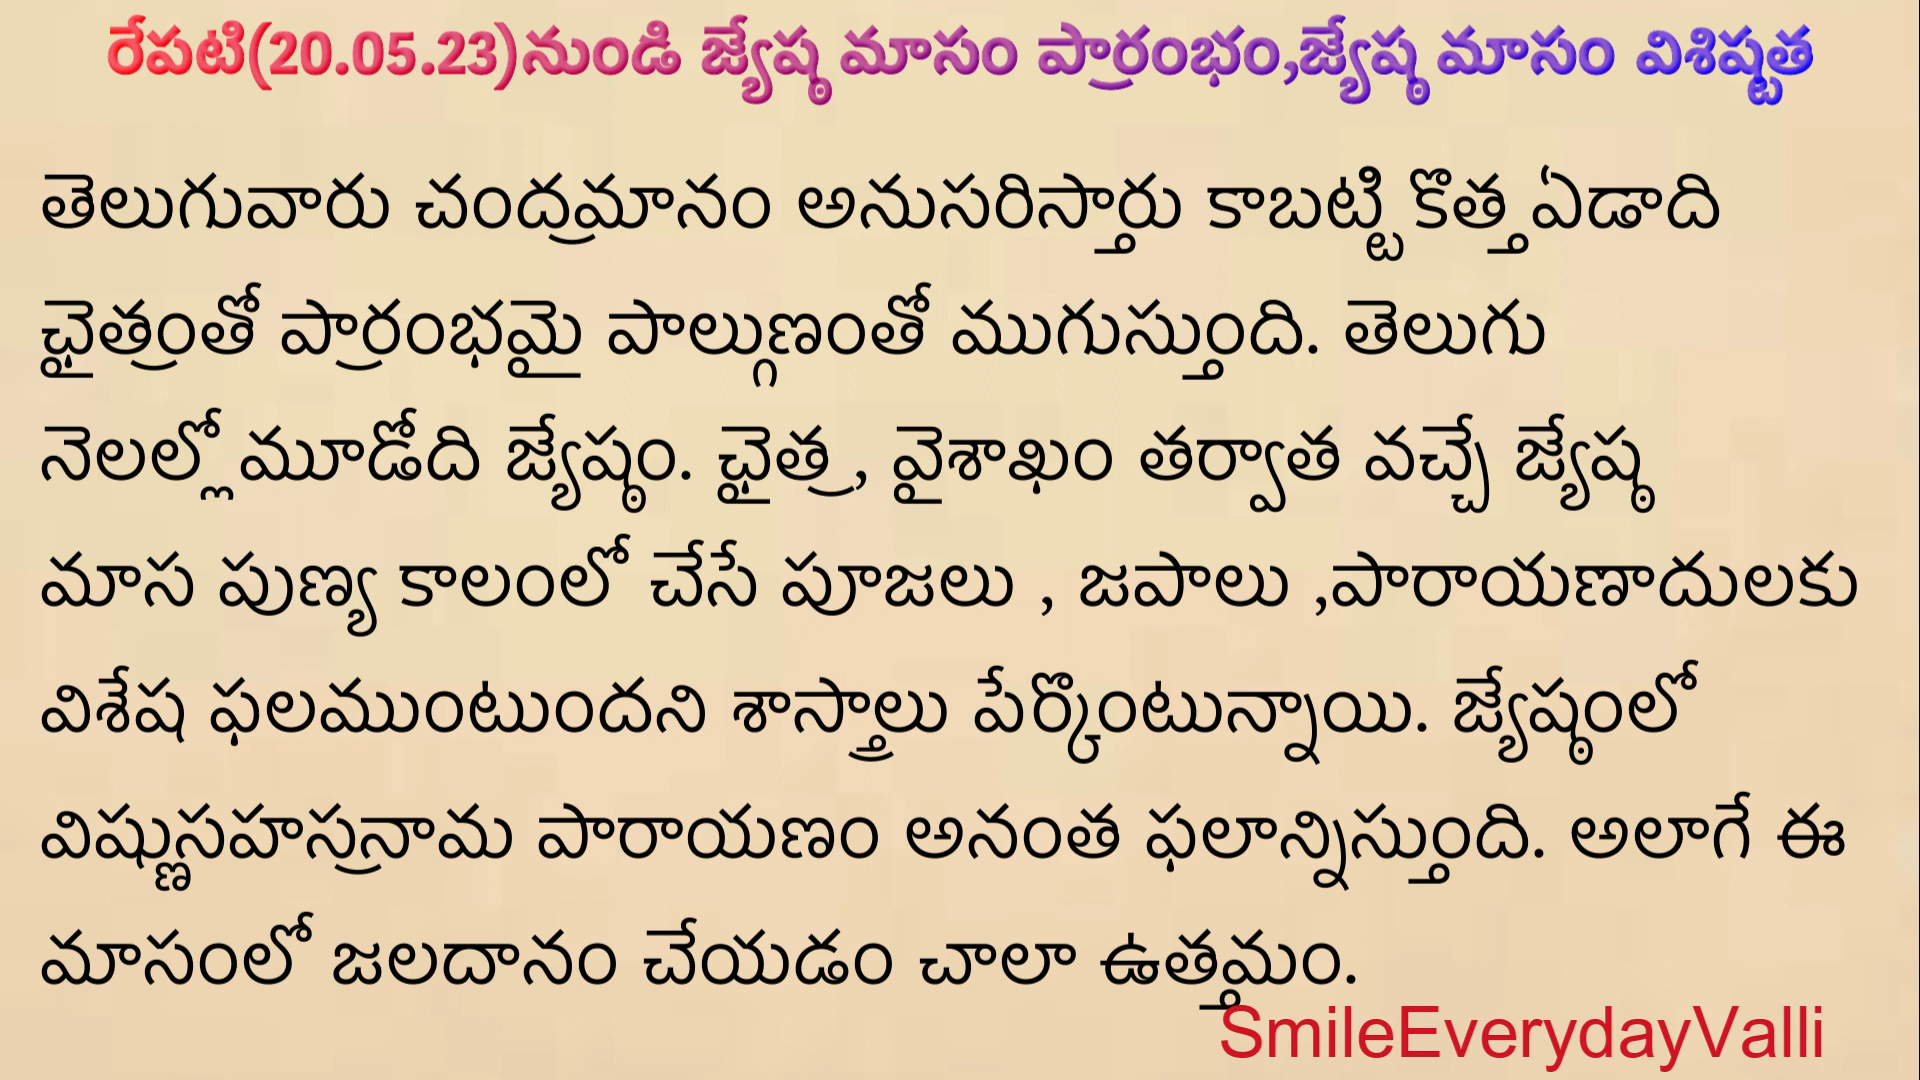 రేపటి(20.05.23)నుండి జ్యేష్ఠ మాసం ప్రారంభం,జ్యేష్ఠ మాసం విశిష్టత
తెలుగువారు చంద్రమానం అనుసరిస్తారు కాబట్టి కొత్త ఏడాది
ఛైత్రంతో ప్రారంభమై పాల్గుణంతో ముగుస్తుంది. తెలుగు
నెలల్లో మూడోది జ్యేష్ఠం. ఛైత్ర , వైశాఖం తర్వాత వచ్చే జ్యేష్ఠ
మాస పుణ్య కాలంలో చేసే పూజలు , జపాలు ,పారాయణాదులకు
విశేష ఫలముంటుందని శాస్త్రాలు పేర్కొంటున్నాయి. జ్యేష్ఠంలో
విష్ణుసహస్రనామ పారాయణం అనంత ఫలాన్నిస్తుంది. అలాగే ఈ
మాసంలో జలదానం చేయడం చాలా ఉత్తమం.
SmileEverydayValli